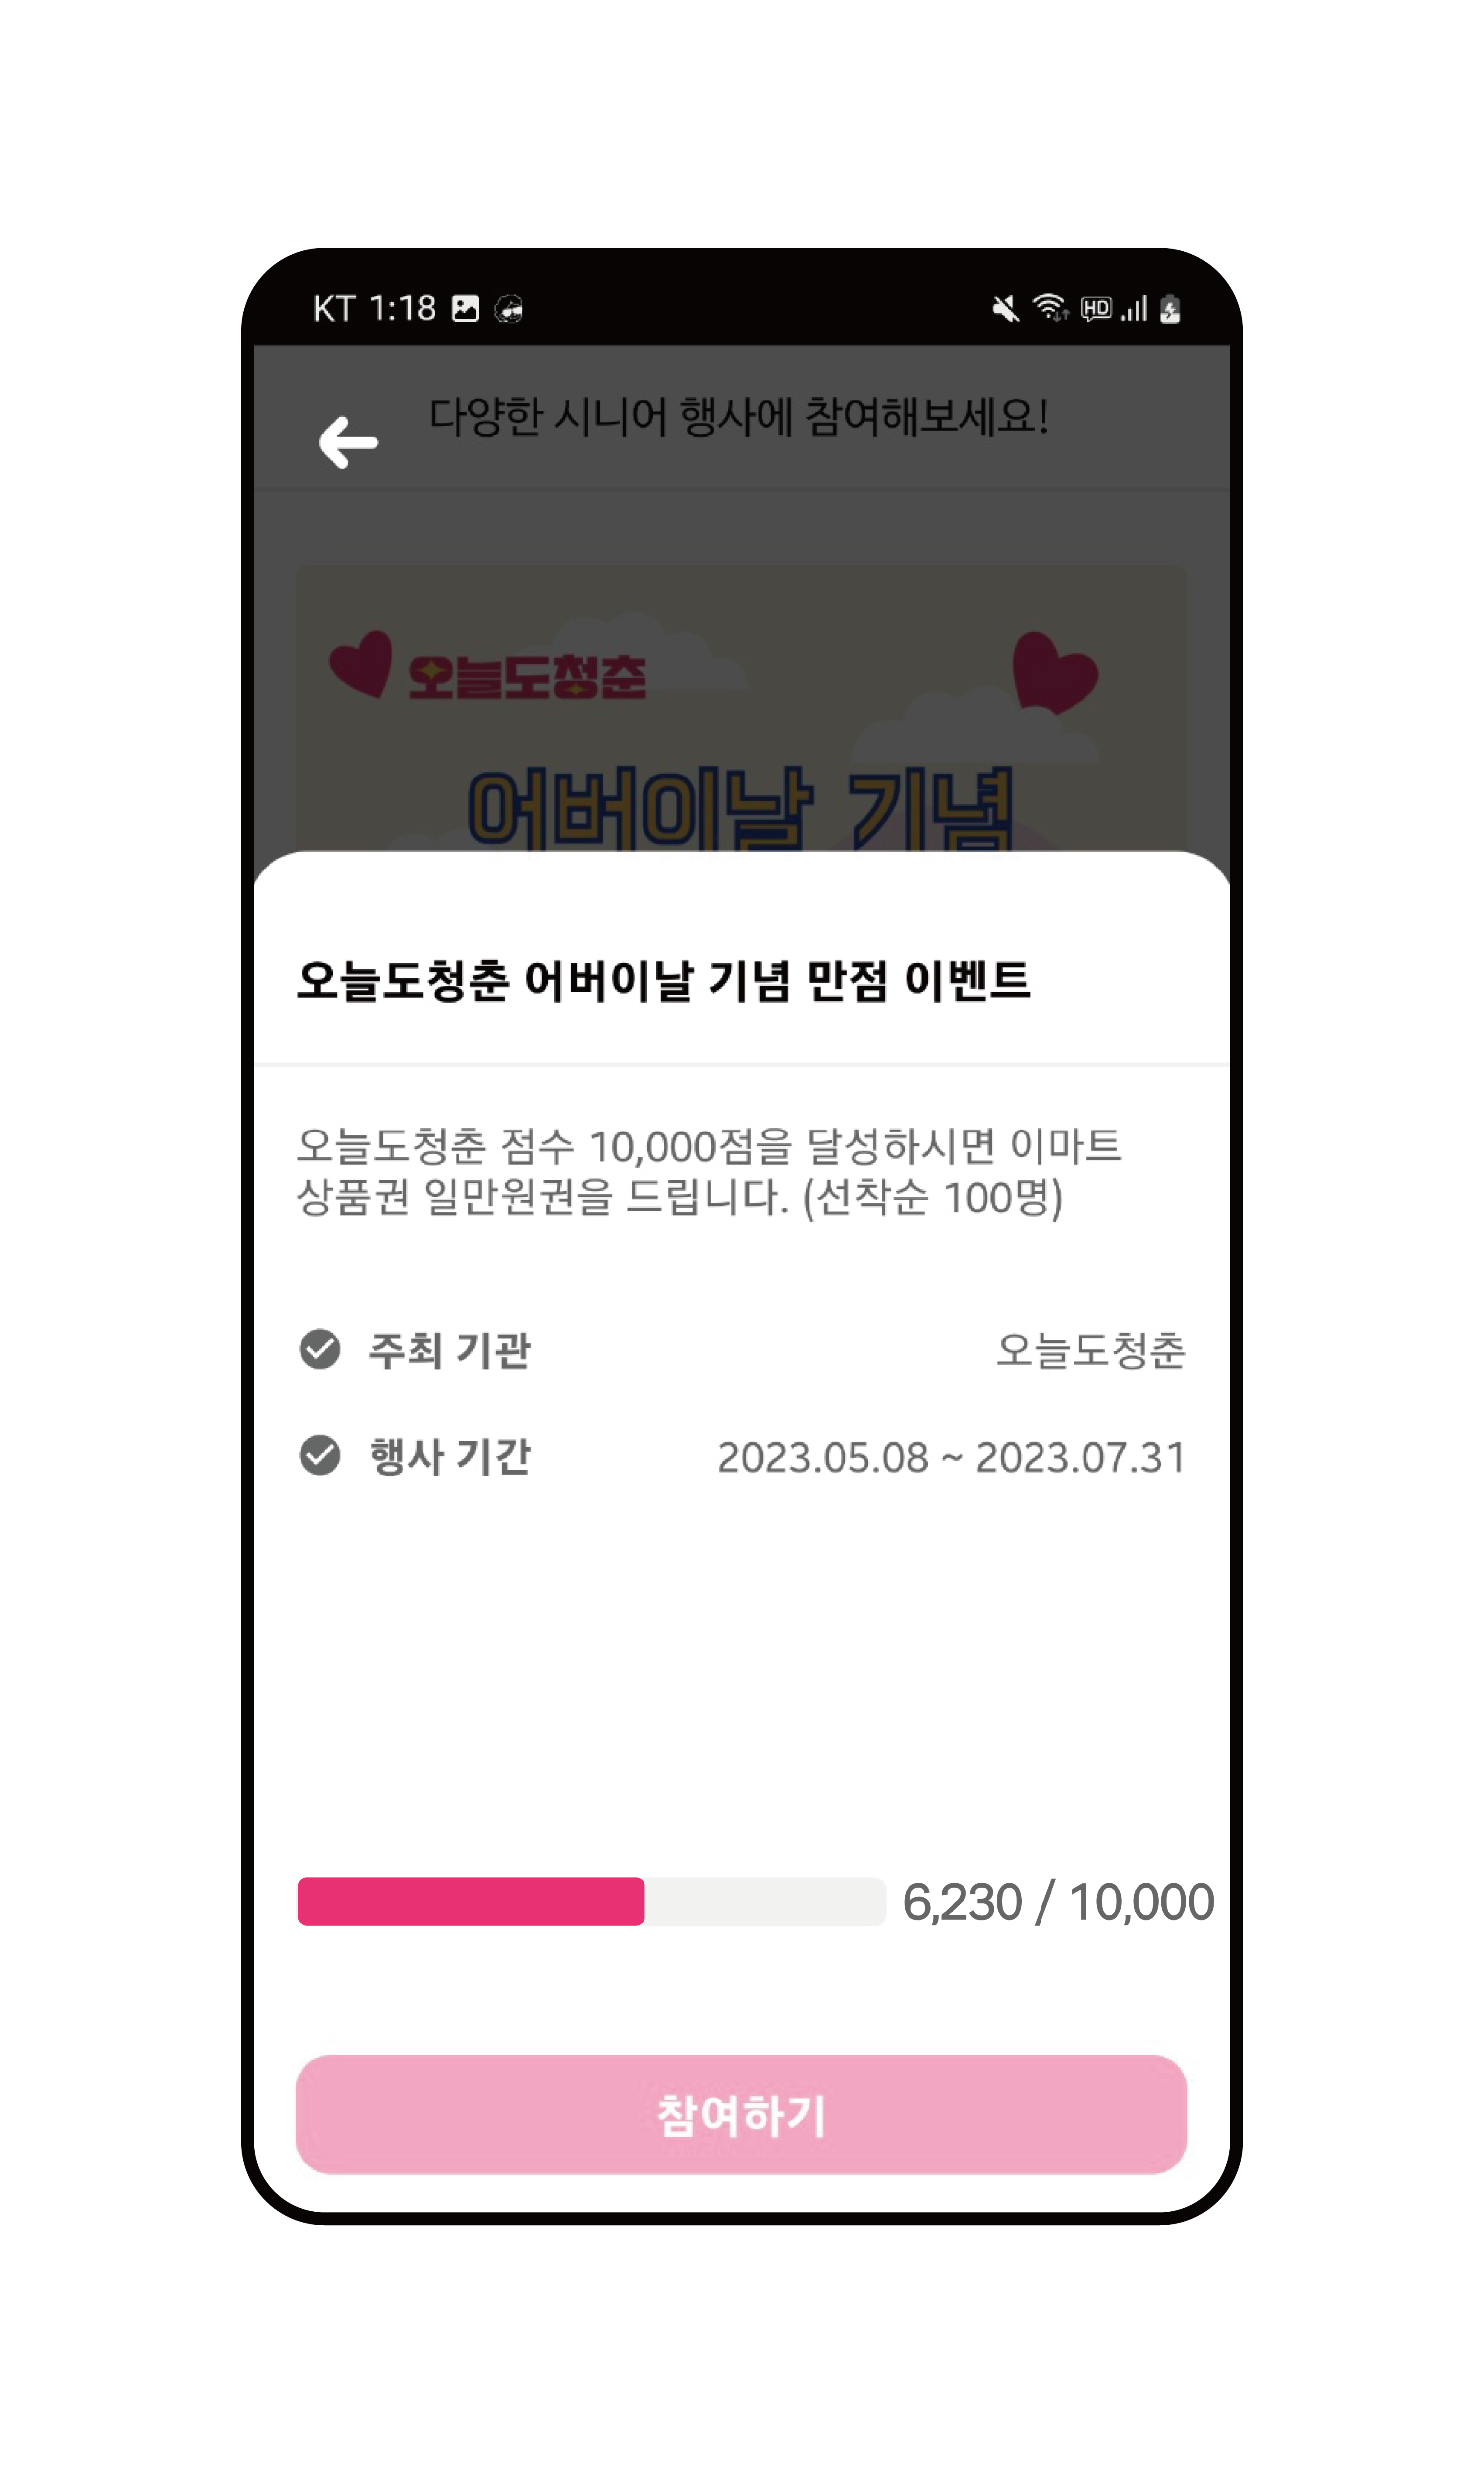 KT 1:18
HD
다양한 시니어 행사에 참여해보세요!
오늘도청춘
어버이날 기념
오늘도청춘 어버이날 기념 만점 이벤트
오늘도청춘 점수 10,000점을 달성하시면 이마트
상품권 일만원권을 드립니다. (선착순 100명)
주최 기관 오늘도청춘
행사 기간 2023.05.08 ~ 2023.07.31
6,230 / 10,000
참여하기